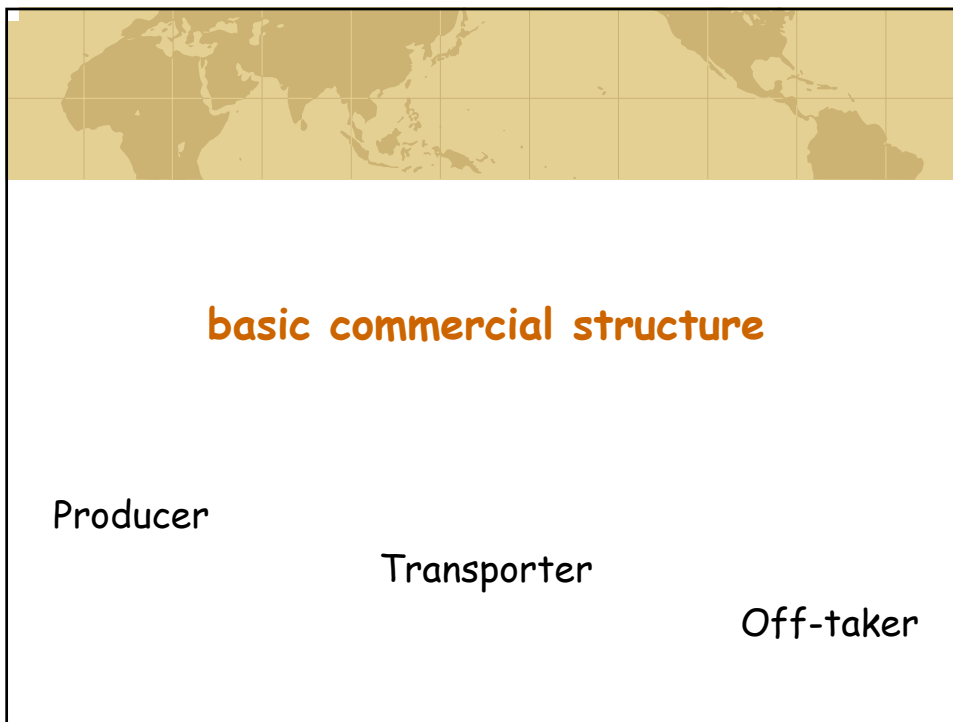 basic commercial structure
Producer
Transporter
Off-taker